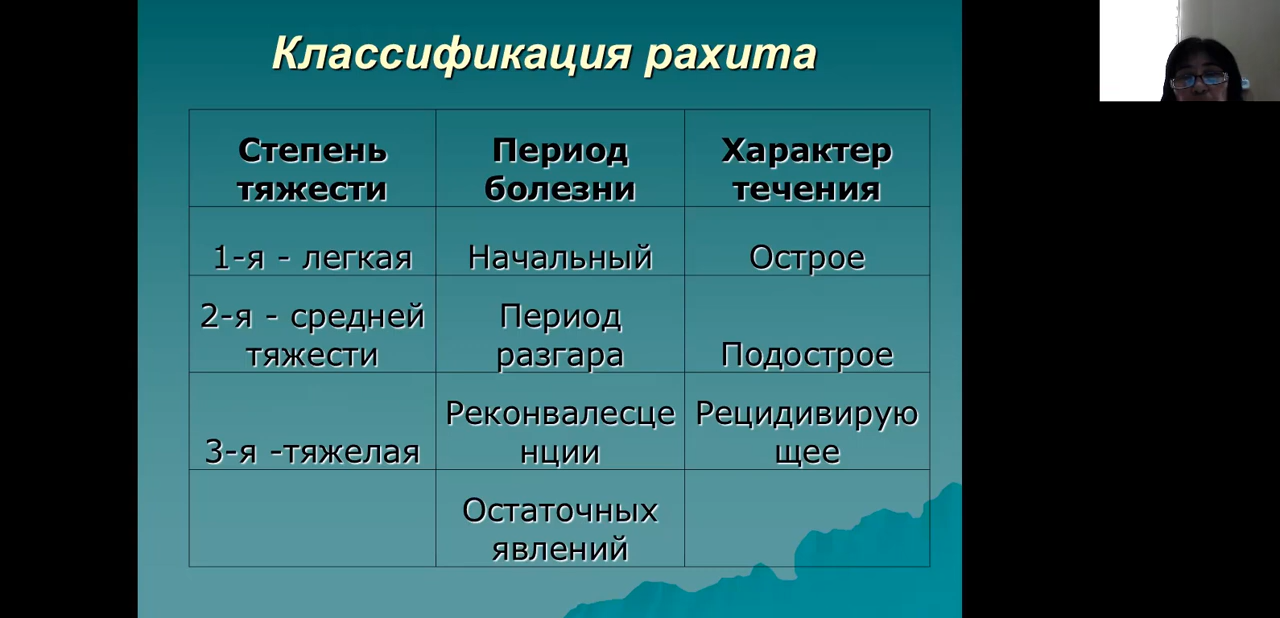 Классификация рахита
Степень
тяжести
Период
болезни
Характер
течения
1-я - легкая
Начальный
Острое
2-я - средней
тяжести
Период
разгара
Подострое
3-я -тяжелая
Реконвалесце
нции
Рецидивирую
щее
Остаточных
явлений